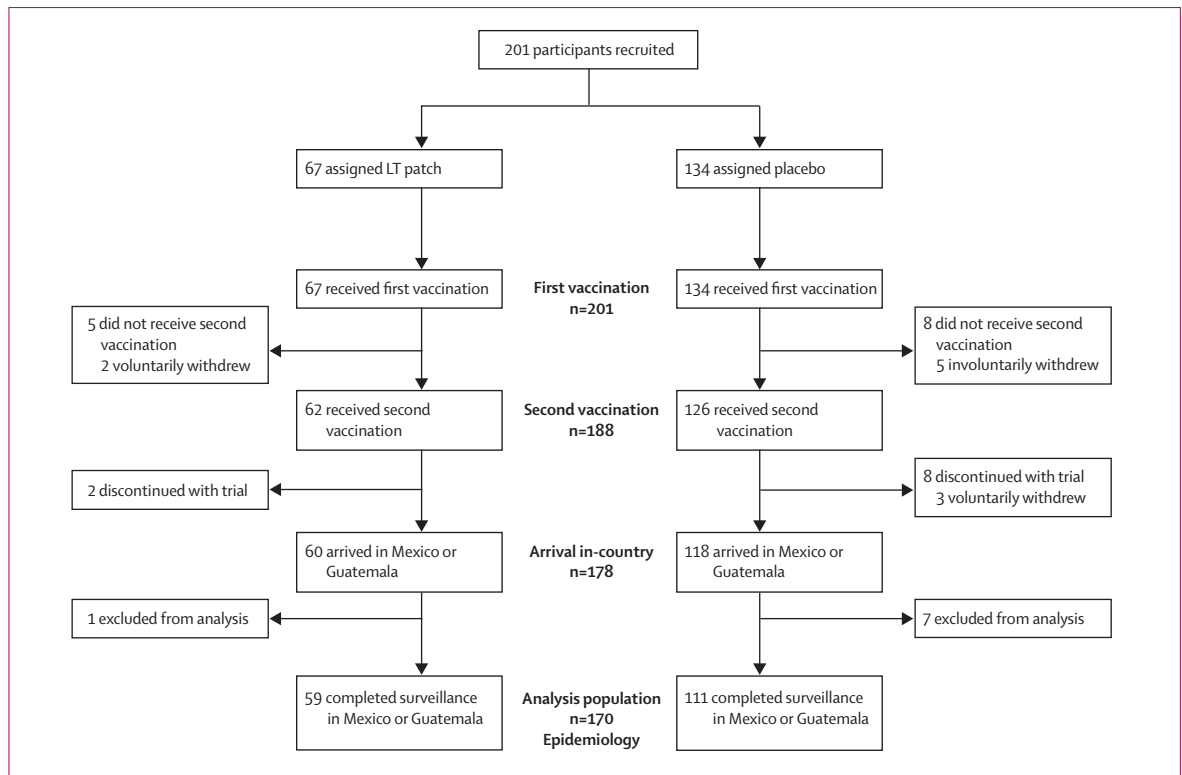 201 participants recruited
67 assigned LT patch
134 assigned placebo
67 received first vaccination
First vaccination
n=201
134 received first vaccination
5 did not receive second
vaccination
2 voluntarily withdrew
8 did not receive second
vaccination
5 involuntarily withdrew
62 received second
vaccination
Second vaccination
n=188
126 received second
vaccination
2 discontinued with trial
8 discontinued with trial
3 voluntarily withdrew
60 arrived in Mexico or
Guatemala
Arrival in-country
n=178
118 arrived in Mexico or
Guatemala
1 excluded from analysis
7 excluded from analysis
59 completed surveillance
in Mexico or Guatemala
Analysis population
n=170
Epidemiology
111 completed surveillance
in Mexico or Guatemala